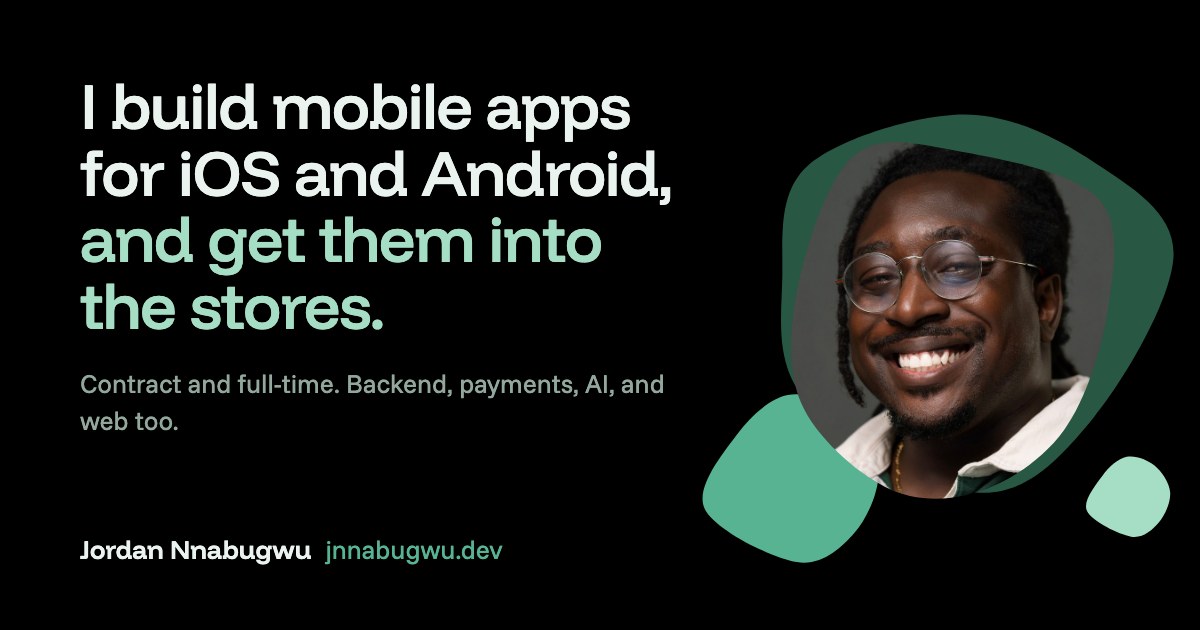 I build mobile apps
for iOS and Android,
and get them into
the stores.
Contract and full-time. Backend, payments, AI, and
web too.
Jordan Nnabugwu jnnabugwu.dev